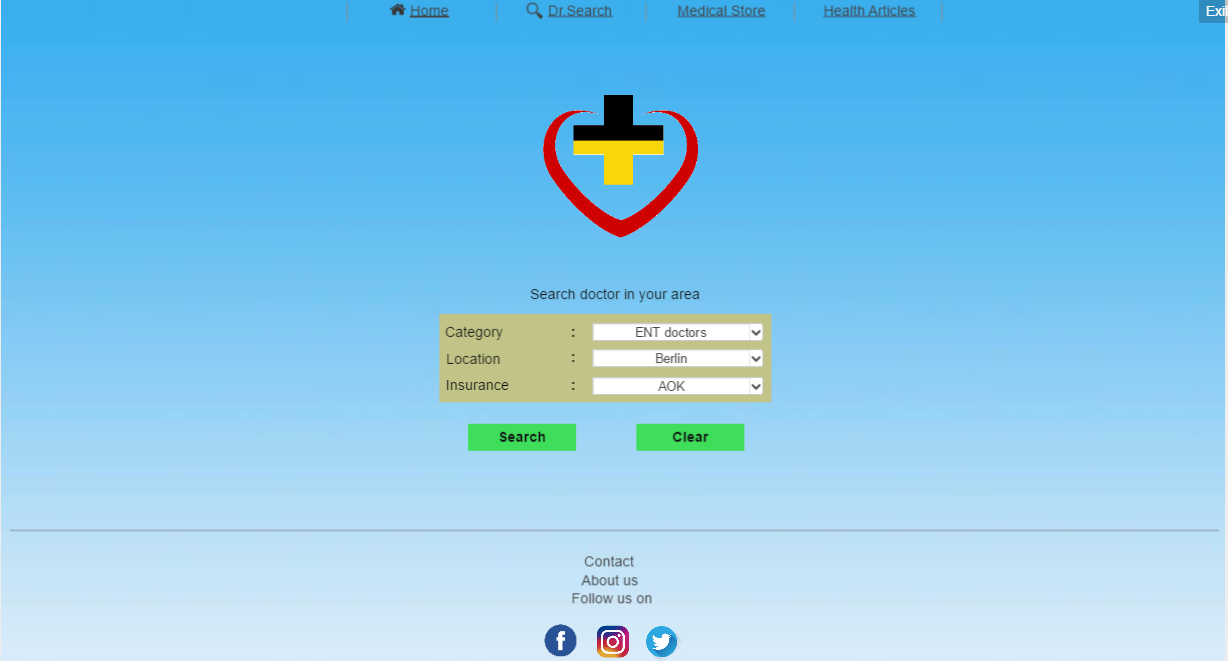 Home Dr.Search Medical Store Health Articles Exit
Search doctor in your area
Category : ENT doctors
Location : Berlin
Insurance : AOK
Search Clear
Contact
About us
Follow us on